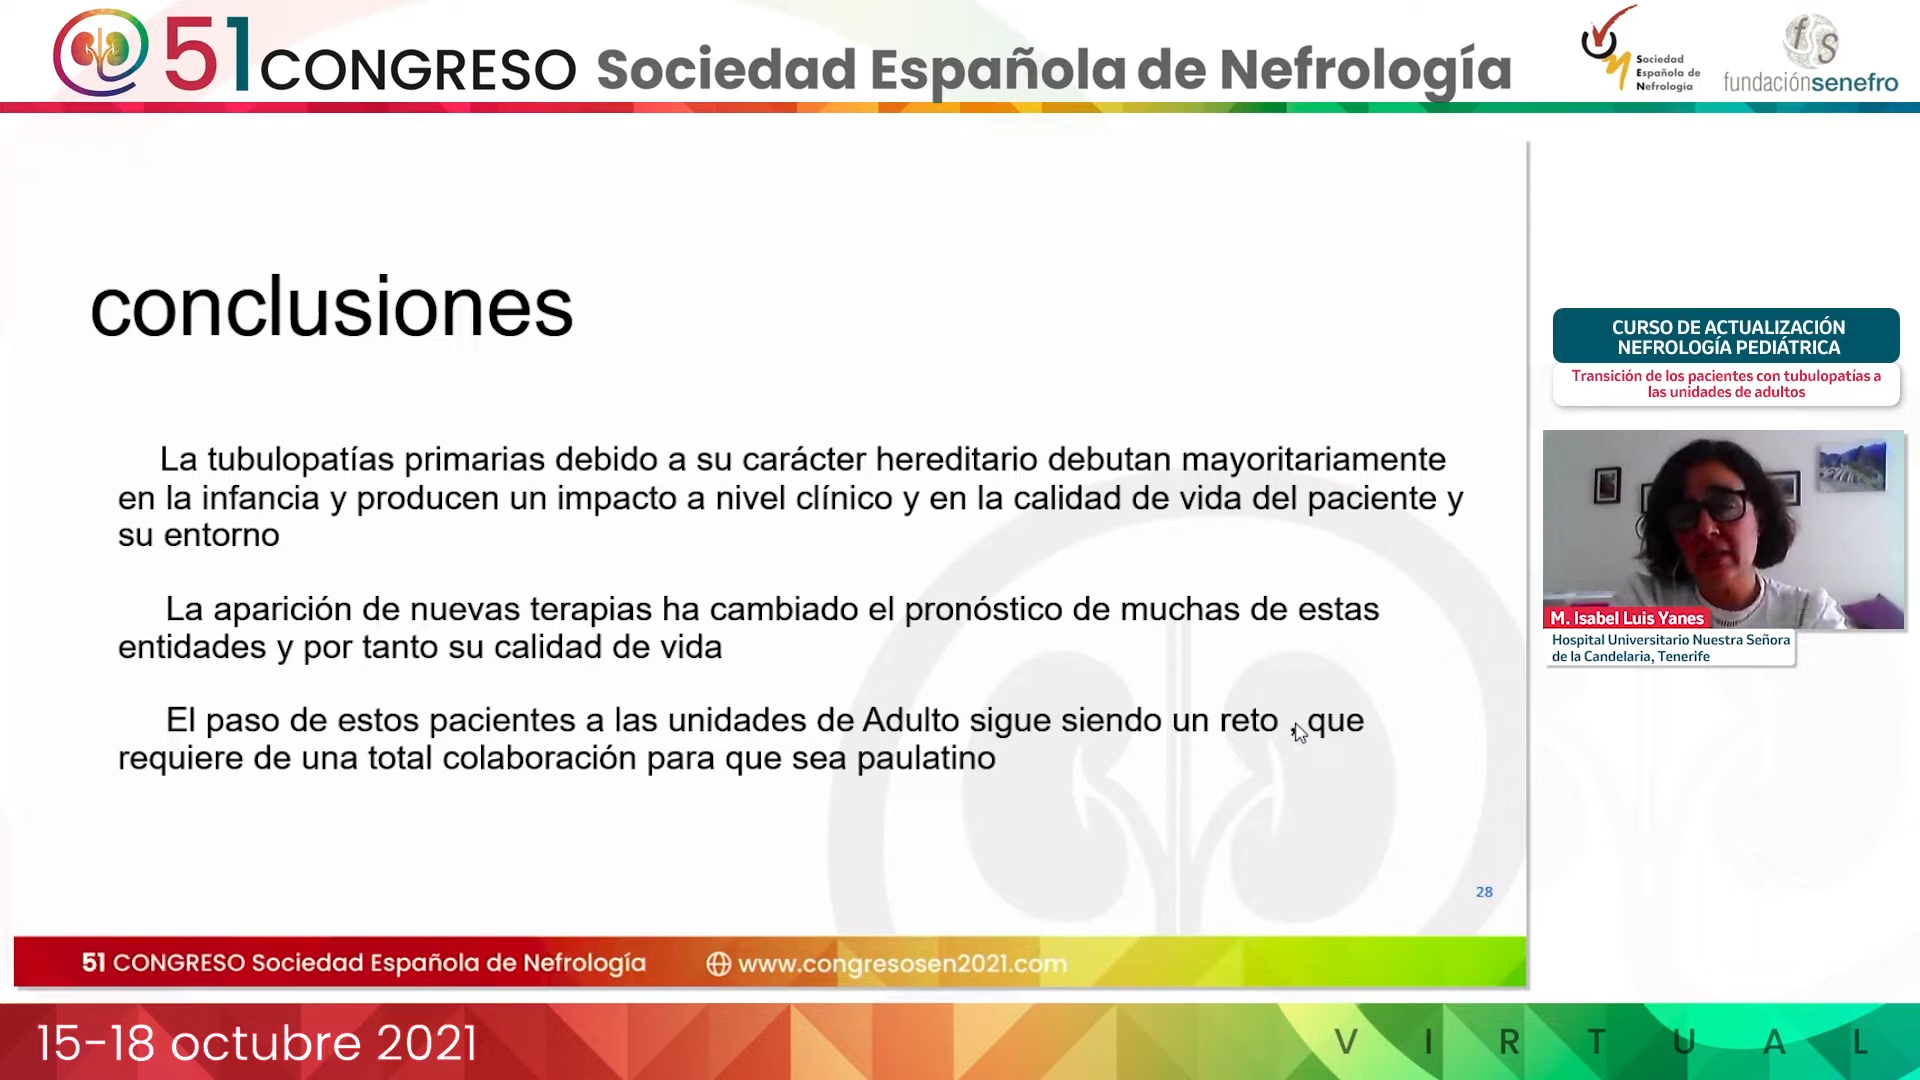 51 CONGRESO Sociedad Española de Nefrología
Sociedad
Española de
Nefrología
fs
fundaciónsenefro
conclusiones
La tubulopatías primarias debido a su carácter hereditario debutan mayoritariamente
en la infancia y producen un impacto a nivel clínico y en la calidad de vida del paciente y
su entorno
La aparición de nuevas terapias ha cambiado el pronóstico de muchas de estas
entidades y por tanto su calidad de vida
El paso de estos pacientes a las unidades de Adulto sigue siendo un reto , que
requiere de una total colaboración para que sea paulatino
28
51 CONGRESO Sociedad Española de Nefrología
www.congresosen2021.com
CURSO DE ACTUALIZACIÓN
NEFROLOGÍA PEDIÁTRICA
Transición de los pacientes con tubulopatías a
las unidades de adultos
M. Isabel Luis Yanes
Hospital Universitario Nuestra Señora
de la Candelaria, Tenerife
15-18 octubre 2021
VIRTUAL